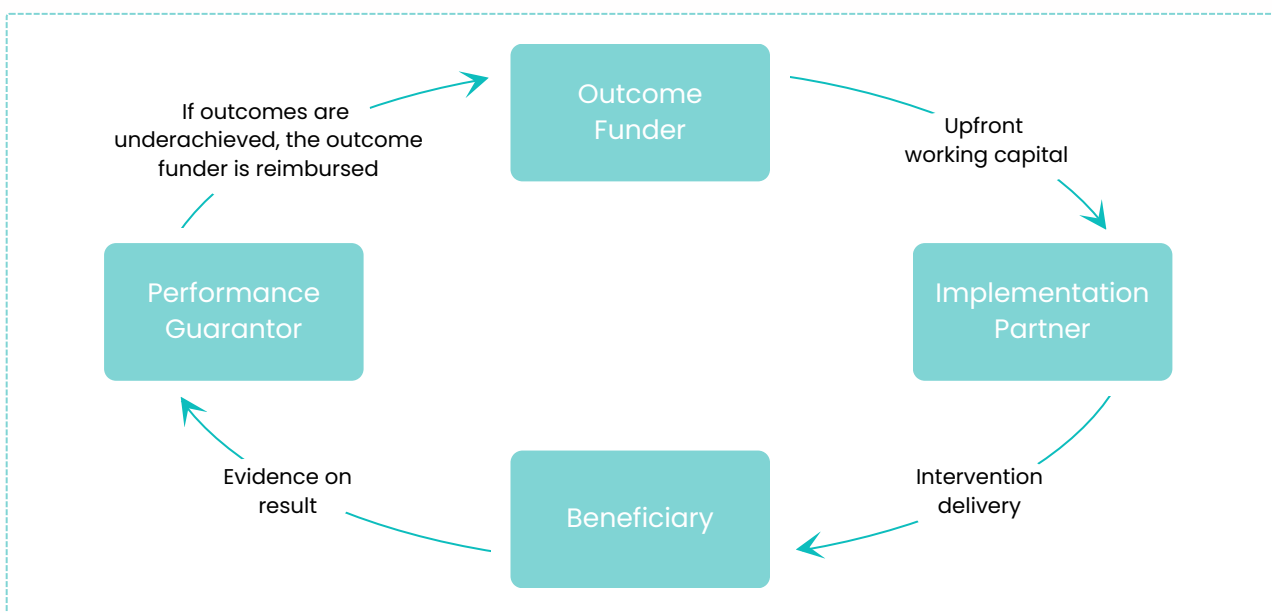 Outcome
Funder
If outcomes are
underachieved, the outcome
funder is reimbursed
Upfront
working capital
Performance
Guarantor
Implementation
Partner
Evidence on
result
Intervention
delivery
Beneficiary